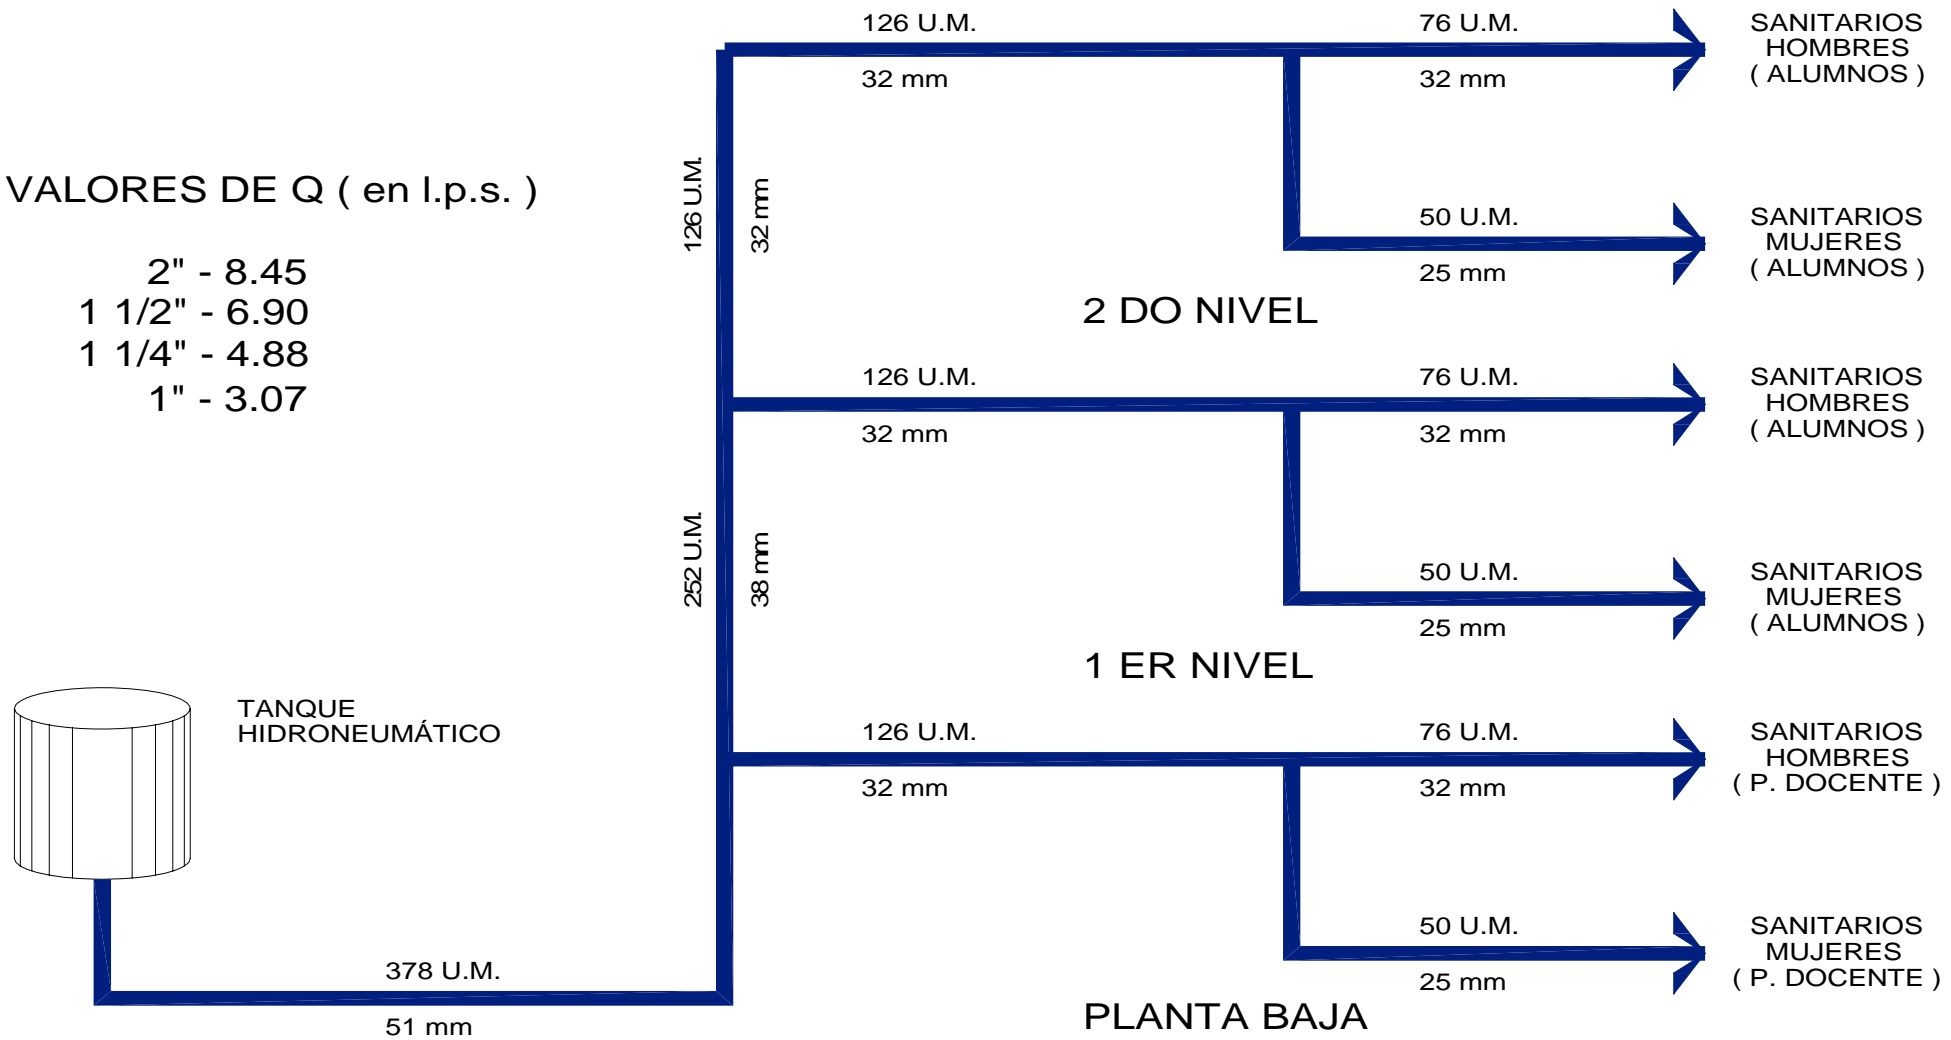 126 U.M.
76 U.M.
SANITARIOS
HOMBRES
( ALUMNOS )
32 mm
32 mm
126 U.M.
32 mm
VALORES DE Q ( en l.p.s. )
2" - 8.45
1 1/2" - 6.90
1 1/4" - 4.88
1" - 3.07
50 U.M.
SANITARIOS
MUJERES
( ALUMNOS )
25 mm
2 DO NIVEL
126 U.M.
76 U.M.
SANITARIOS
HOMBRES
( ALUMNOS )
32 mm
32 mm
252 U.M.
38 mm
50 U.M.
SANITARIOS
MUJERES
( ALUMNOS )
25 mm
1 ER NIVEL
TANQUE
HIDRONEUMÁTICO
126 U.M.
76 U.M.
SANITARIOS
HOMBRES
( P. DOCENTE )
32 mm
32 mm
50 U.M.
SANITARIOS
MUJERES
( P. DOCENTE )
25 mm
378 U.M.
51 mm
PLANTA BAJA